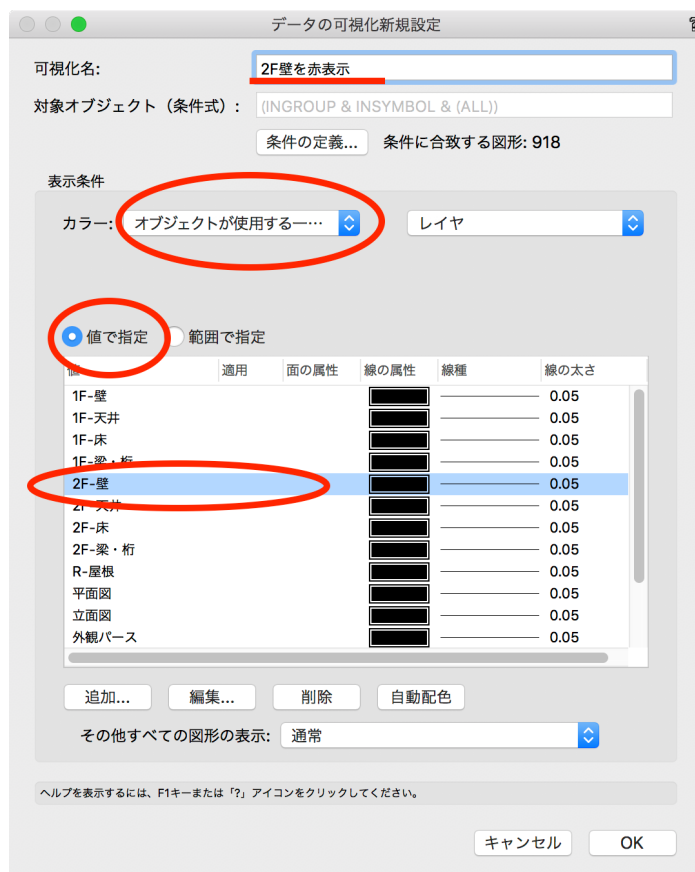 データの可視化新規設定
可視化名: 2F壁を赤表示
対象オブジェクト（条件式）: (INGROUP & INSYMBOL & (ALL))
条件の定義... 条件に合致する図形: 918
表示条件
カラー: オブジェクトが使用する一… レイヤ
値で指定 範囲で指定
値 適用 面の属性 線の属性 線種 線の太さ
1F-壁 0.05
1F-天井 0.05
1F-床 0.05
1F-梁・桁 0.05
2F-壁 0.05
2F-天井 0.05
2F-床 0.05
2F-梁・桁 0.05
R-屋根 0.05
平面図 0.05
立面図 0.05
外観パース 0.05
追加... 編集... 削除 自動配色
その他すべての図形の表示: 通常
ヘルプを表示するには、F1キーまたは「?」アイコンをクリックしてください。
キャンセル OK